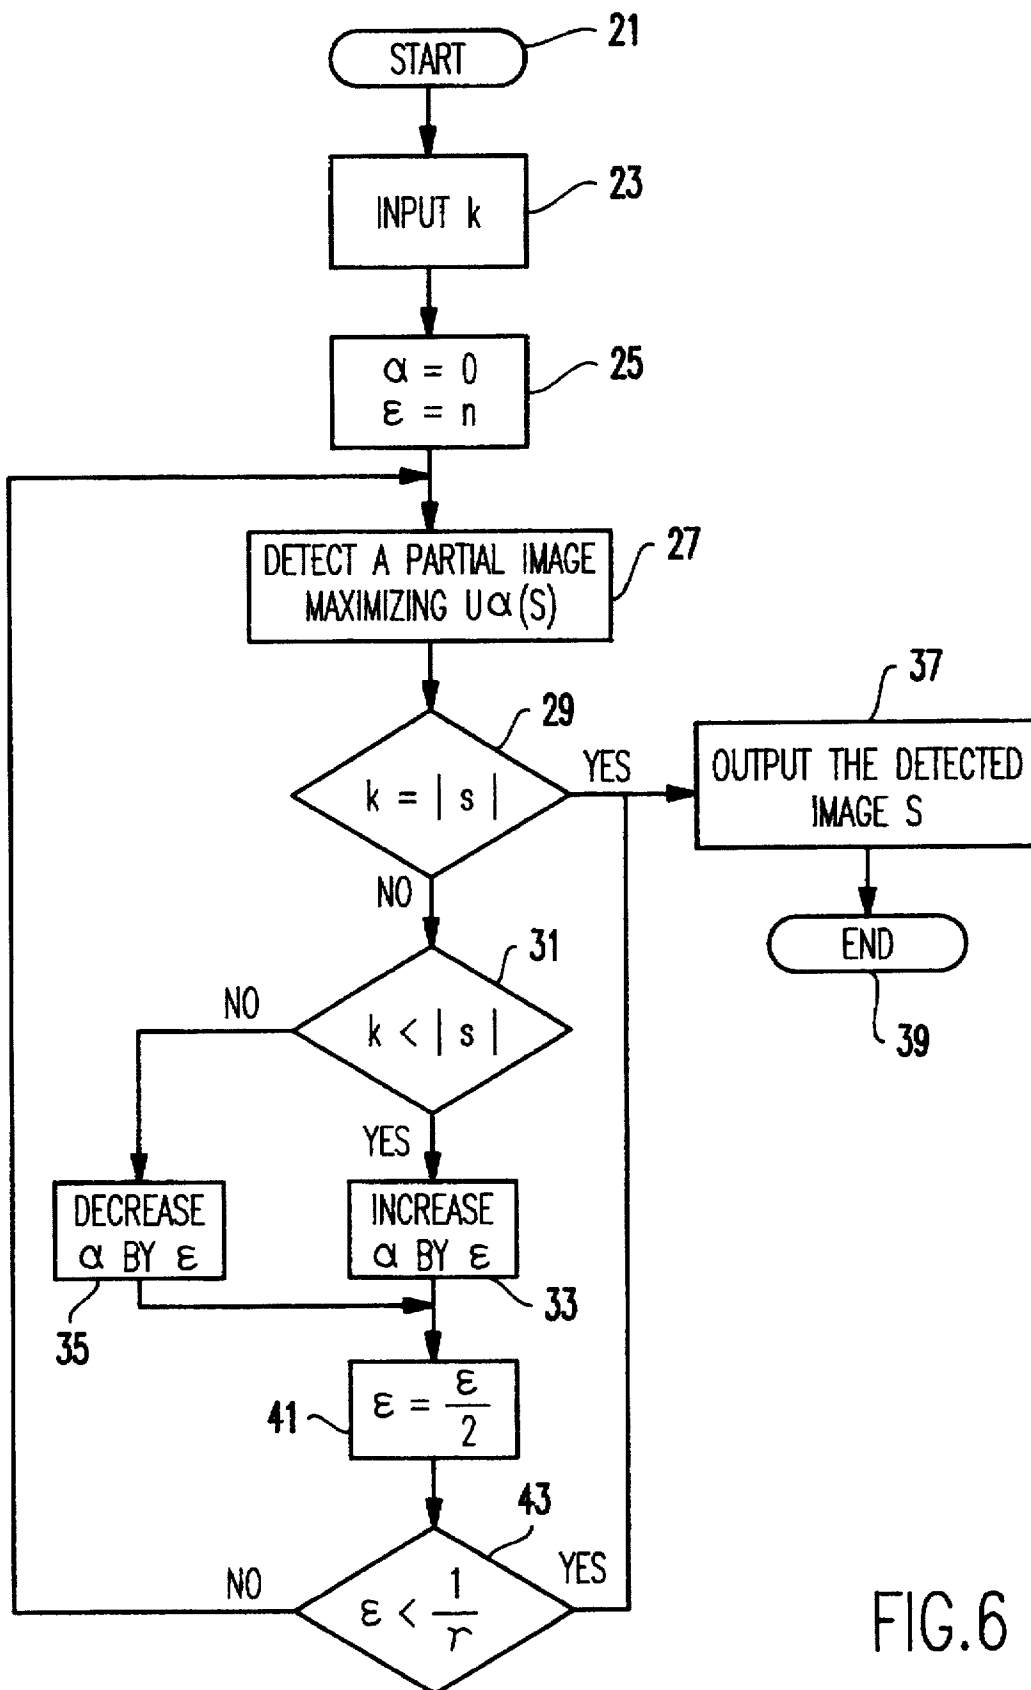 START
21
INPUT k
23
α = 0
ε = n
25
DETECT A PARTIAL IMAGE
MAXIMIZING Uα(S)
27
k = | s |
29
YES
NO
OUTPUT THE DETECTED
IMAGE S
37
END
39
k < | s |
31
NO
YES
DECREASE
α BY ε
35
INCREASE
α BY ε
33
ε = ε/2
41
ε < 1/r
43
NO
YES
FIG.6